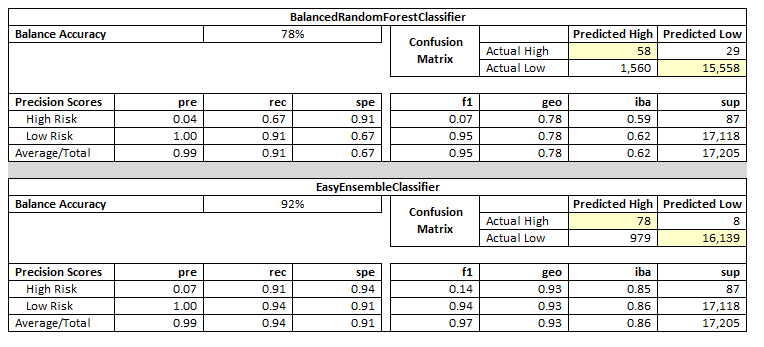 BalancedRandomForestClassifier
Balance Accuracy 78% Confusion Matrix Predicted High Predicted Low
Actual High 58 29
Actual Low 1,560 15,558
Precision Scores pre rec spe f1 geo iba sup
High Risk 0.04 0.67 0.91 0.07 0.78 0.59 87
Low Risk 1.00 0.91 0.67 0.95 0.78 0.62 17,118
Average/Total 0.99 0.91 0.67 0.95 0.78 0.62 17,205
EasyEnsembleClassifier
Balance Accuracy 92% Confusion Matrix Predicted High Predicted Low
Actual High 78 8
Actual Low 979 16,139
Precision Scores pre rec spe f1 geo iba sup
High Risk 0.07 0.91 0.94 0.14 0.93 0.85 87
Low Risk 1.00 0.94 0.91 0.94 0.93 0.86 17,118
Average/Total 0.99 0.94 0.91 0.97 0.93 0.86 17,205